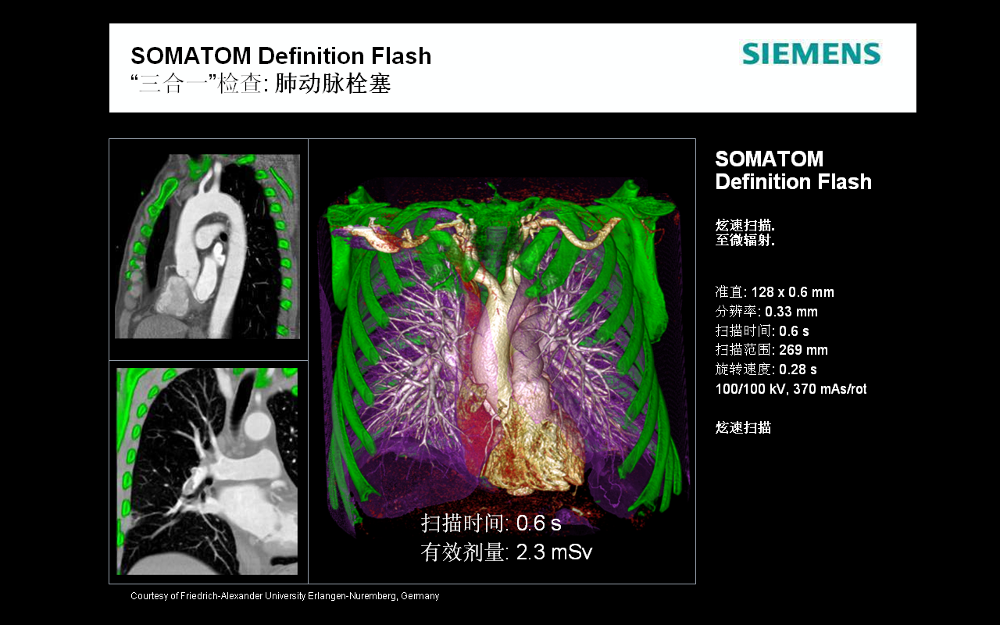 SOMATOM Definition Flash
“三合一”检查: 肺动脉栓塞
SIEMENS
SOMATOM
Definition Flash
炫速扫描.
至微辐射.
准直: 128 x 0.6 mm
分辨率: 0.33 mm
扫描时间: 0.6 s
扫描范围: 269 mm
旋转速度: 0.28 s
100/100 kV, 370 mAs/rot
炫速扫描
扫描时间: 0.6 s
有效剂量: 2.3 mSv
Courtesy of Friedrich-Alexander University Erlangen-Nuremberg, Germany